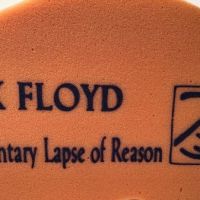 K FLOYD
ntary Lapse of Reason